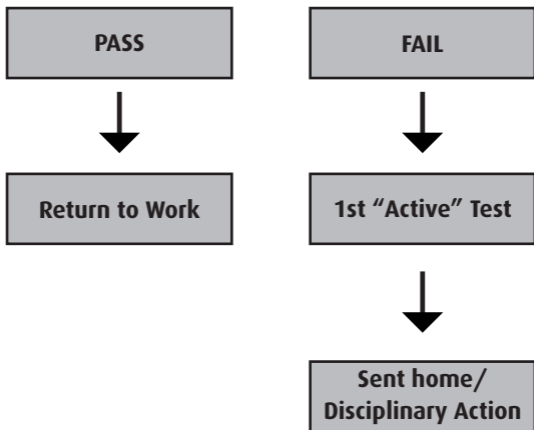 PASS
FAIL
Return to Work
1st “Active” Test
Sent home/
Disciplinary Action